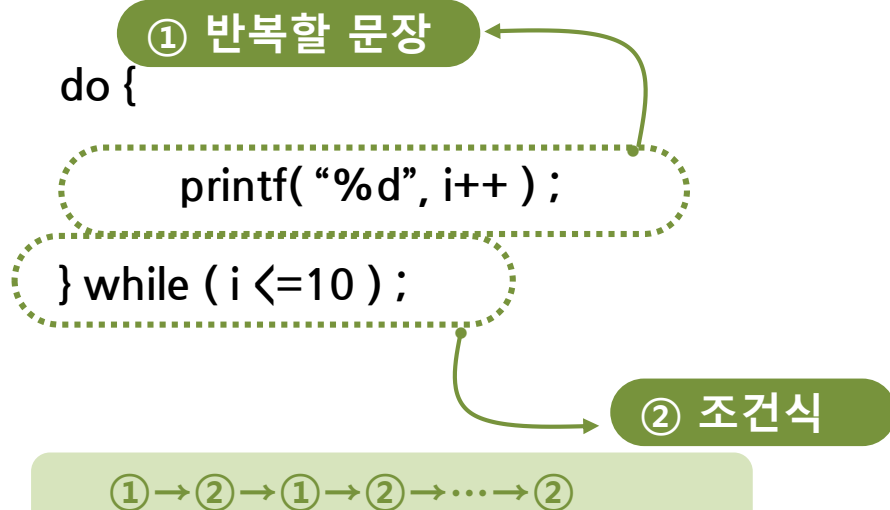 ① 반복할 문장
do {
printf( “%d”, i++ ) ;
} while ( i <=10 ) ;
② 조건식
①→②→①→②→⋯→②